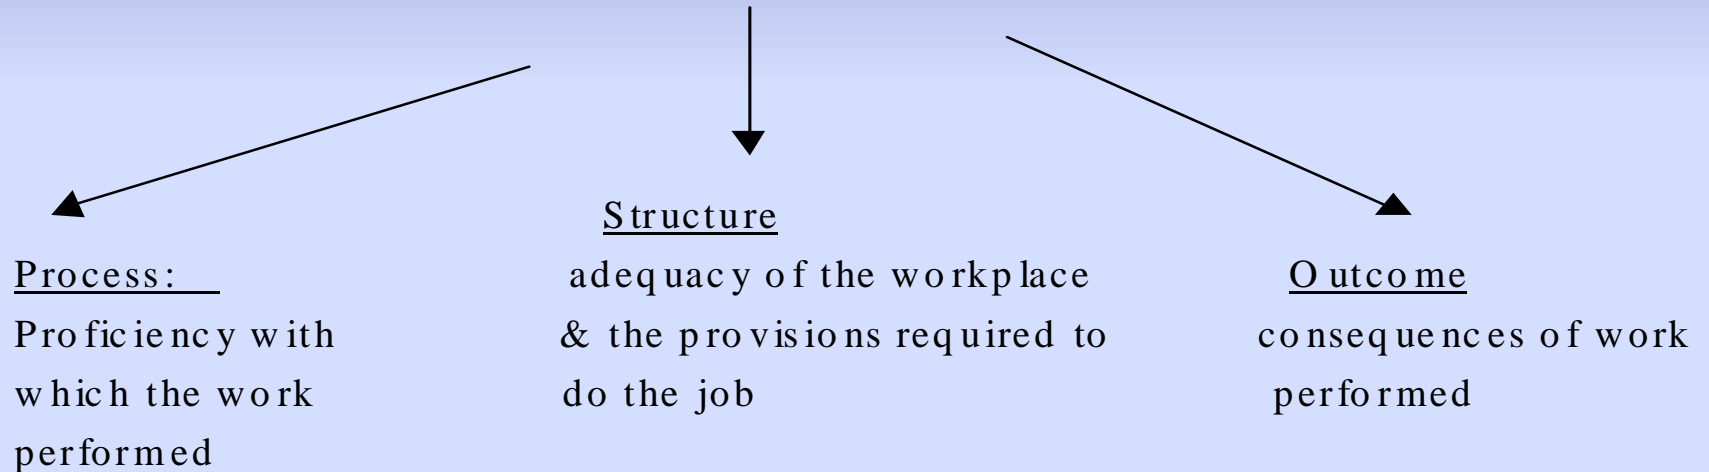 Process:
Proficiency with
which the work
performed
Structure
adequacy of the workplace
& the provisions required to
do the job
Outcome
consequences of work
performed